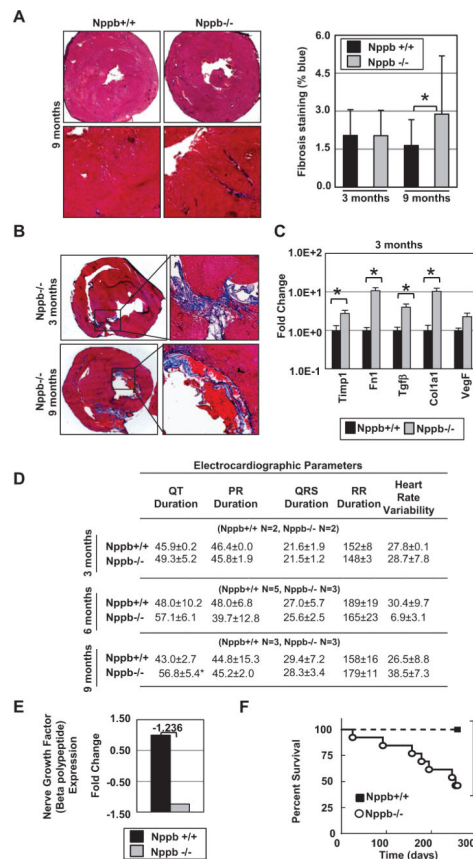 A
Nppb+/+
Nppb-/-
9 months
Fibrosis staining (% blue)
6.0
4.5
3.0
1.5
0.0
Nppb +/+
Nppb -/-
*
3 months
9 months
B
Nppb-/-
3 months
Nppb-/-
9 months
C
3 months
Fold Change
1.0E+2
1.0E+1
1.0E+0
1.0E-1
*
*
*
*
Timp1
Fn1
Tgfβ
Col1a1
VegF
Nppb+/+
Nppb-/-
D
Electrocardiographic Parameters
QT Duration
PR Duration
QRS Duration
RR Duration
Heart Rate Variability
3 months
(Nppb+/+ N=2, Nppb-/- N=2)
Nppb+/+ 45.9±0.2 46.4±0.0 21.6±1.9 152±8 27.8±0.1
Nppb-/- 49.3±5.2 45.8±1.9 21.5±1.2 148±3 28.7±7.8
6 months
(Nppb+/+ N=5, Nppb-/- N=3)
Nppb+/+ 48.0±10.2 48.0±6.8 27.0±5.7 189±19 30.4±9.7
Nppb-/- 57.1±6.1 39.7±12.8 25.6±1.5 165±23 6.9±3.1
9 months
(Nppb+/+ N=3, Nppb-/- N=3)
Nppb+/+ 43.0±2.7 44.8±15.3 29.4±7.2 158±16 26.5±8.8
Nppb-/- 56.8±5.4* 45.2±2.0 28.3±3.4 179±11 38.5±7.3
E
Nerve Growth Factor
(Beta polypeptide)
Expression
Fold Change
1.50
0.50
-0.50
-1.50
-1.236
Nppb +/+
Nppb -/-
F
Percent Survival
100
75
50
25
0
0
100
200
300
Time (days)
Nppb+/+
Nppb-/-